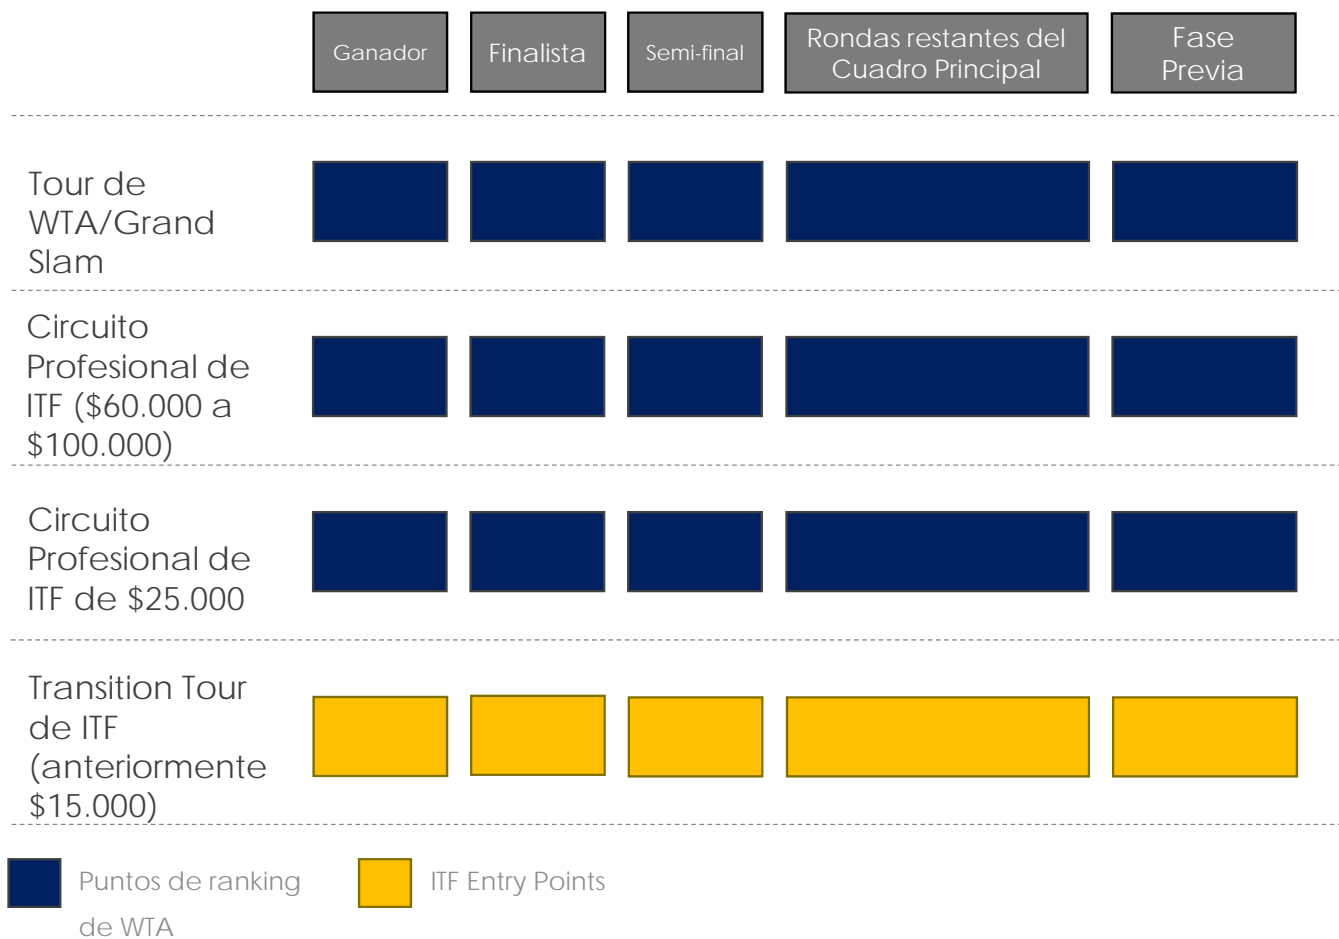 Ganador
Finalista
Semi-final
Rondas restantes del
Cuadro Principal
Fase
Previa
Tour de
WTA/Grand
Slam
Circuito
Profesional de
ITF ($60.000 a
$100.000)
Circuito
Profesional de
ITF de $25.000
Transition Tour
de ITF
(anteriormente
$15.000)
Puntos de ranking
de WTA
ITF Entry Points